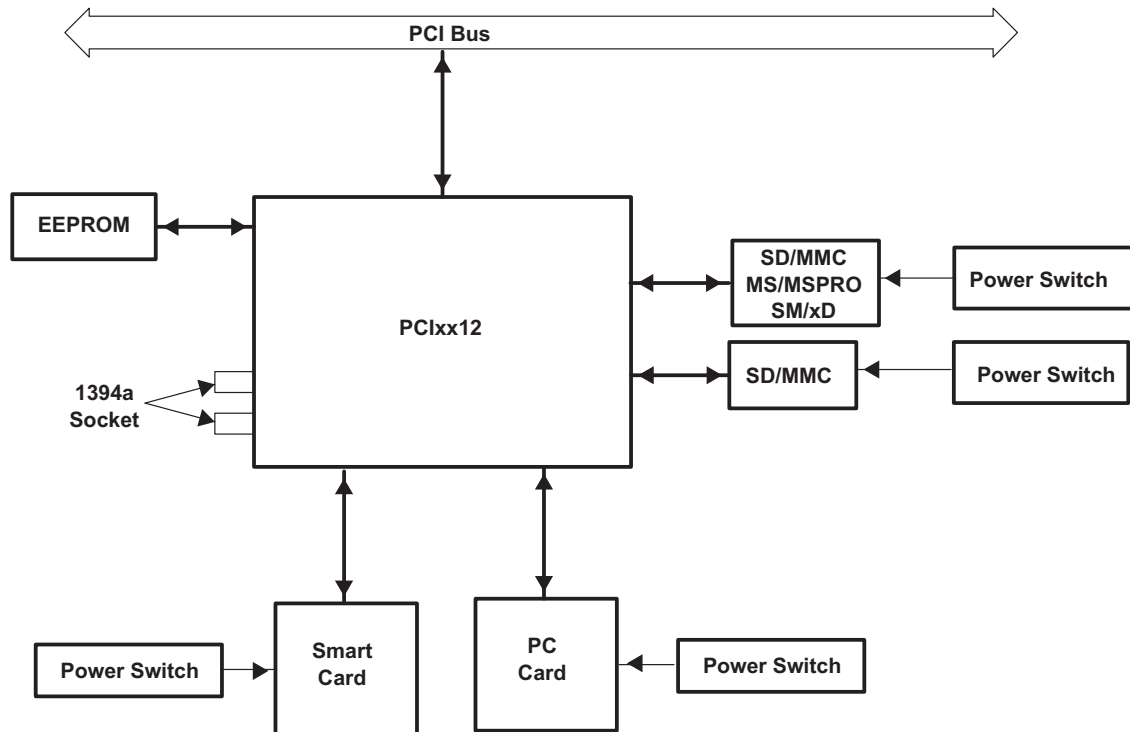 PCI Bus
EEPROM
PCIxx12
SD/MMC
MS/MSPRO
SM/xD
Power Switch
SD/MMC
Power Switch
1394a
Socket
Power Switch
Smart
Card
PC
Card
Power Switch